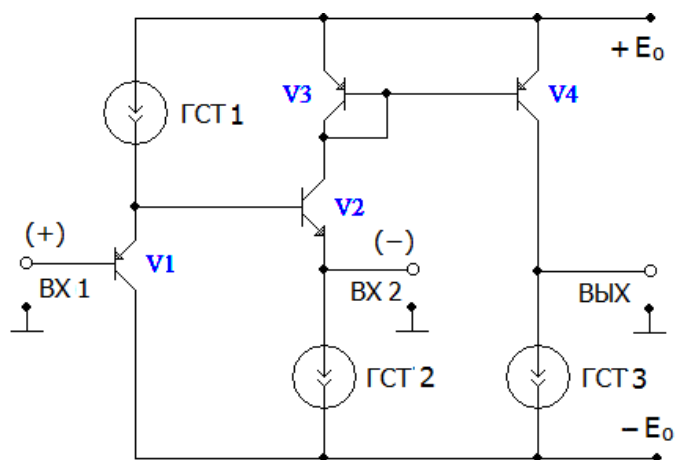 + E₀
ГСТ 1
V3
V4
V2
(+)
V1
(−)
ВХ 1
ВХ 2
ВЫХ
ГСТ 2
ГСТ 3
− E₀